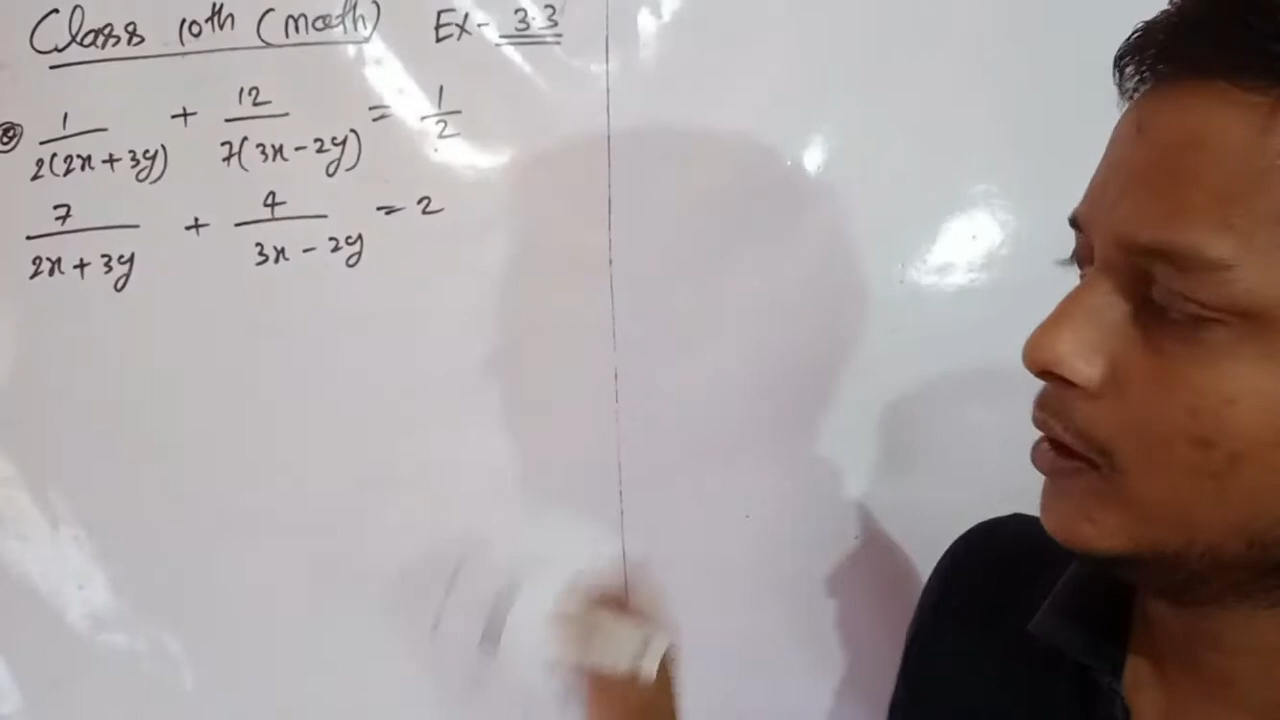 Class 10th (math) Ex- 3.3
Q 1/2(2x+3y) + 12/7(3x-2y) = 1/2
7/2x+3y + 4/3x-2y = 2